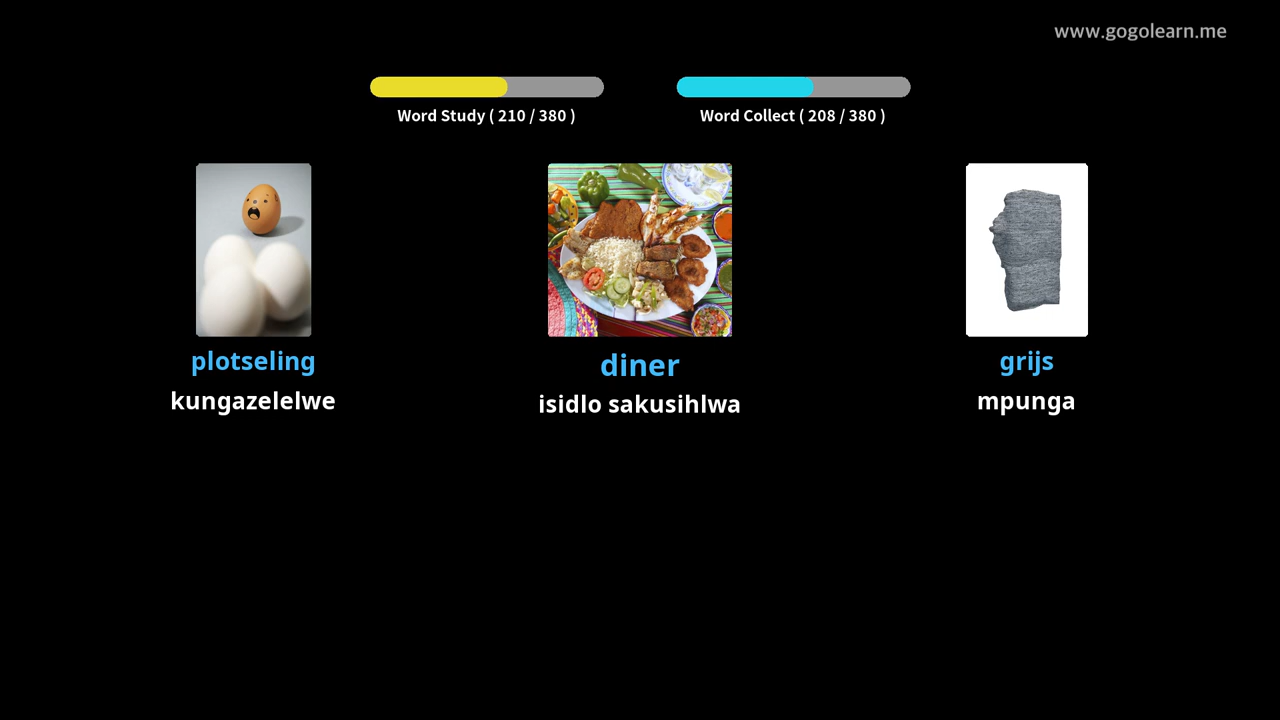 www.gogolearn.me
Word Study ( 210 / 380 )
Word Collect ( 208 / 380 )
plotseling
kungazelelwe
diner
isidlo sakusihlwa
grijs
mpunga